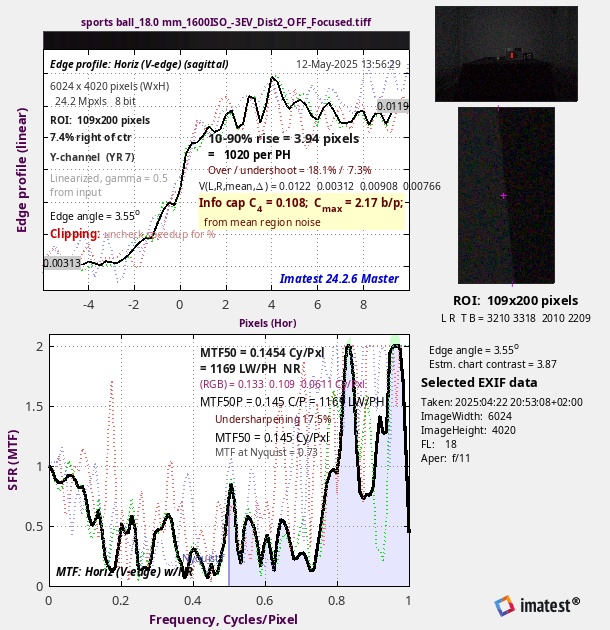 sports ball_18.0 mm_1600ISO_-3EV_Dist2_OFF_Focused.tiff
Edge profile: Horiz (V-edge) (sagittal)
12-May-2025 13:56:29
6024 x 4020 pixels (WxH)
24.2 Mpxls 8 bit
ROI: 109x200 pixels
7.4% right of ctr
Y-channel (YR 7)
Linearized, gamma = 0.5
from input
Edge angle = 3.55⁰
Clipping: uncheck speedup for %
0.0119
10-90% rise = 3.94 pixels
= 1020 per PH
Over / undershoot = 18.1% / 7.3%
V(L,R,mean,Δ) = 0.0122 0.00312 0.00908 0.00766
Info cap C4 = 0.108; Cmax = 2.17 b/p;
from mean region noise
0.00313
Imatest 24.2.6 Master
Edge profile (linear)
-4 -2 0 2 4 6 8
Pixels (Hor)
ROI: 109x200 pixels
L R T B = 3210 3318 2010 2209
Edge angle = 3.55⁰
Estm. chart contrast = 3.87
Selected EXIF data
Taken: 2025:04:22 20:53:08+02:00
ImageWidth: 6024
ImageHeight: 4020
FL: 18
Aper: f/11
MTF50 = 0.1454 Cy/Pxl
= 1169 LW/PH NR
(RGB) = 0.133 0.109 0.0611 Cy/Pxl
MTF50P = 0.145 C/P = 1169 LW/PH
Undersharpening 17.5%
MTF50 = 0.145 Cy/Pxl
MTF at Nyquist = 0.73
Nyquist
MTF: Horiz (V-edge) w/NR
SFR (MTF)
2
1.5
1
0.5
0
0 0.2 0.4 0.6 0.8 1
Frequency, Cycles/Pixel
imatest®